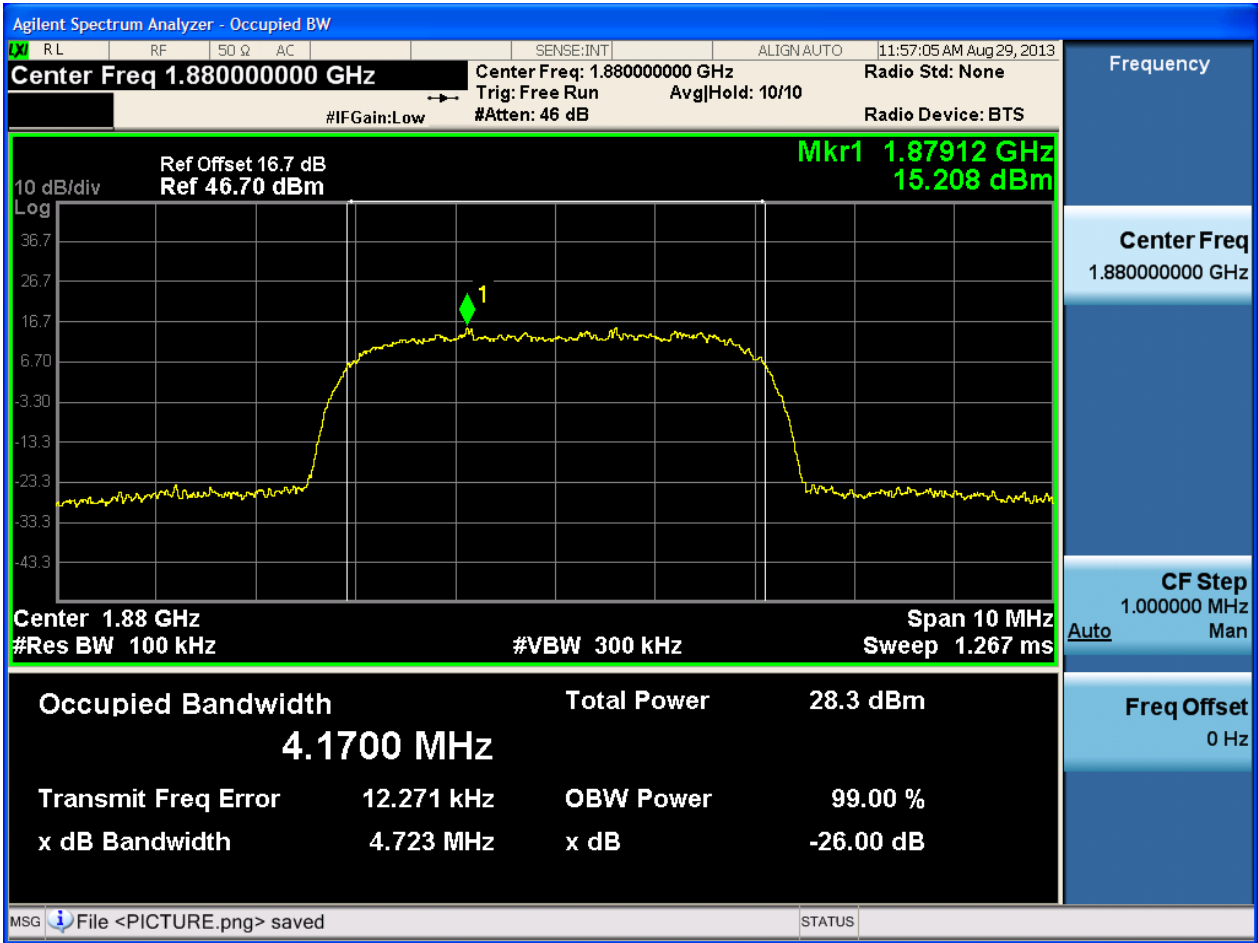 Agilent Spectrum Analyzer - Occupied BW
LXI RL RF 50 Ω AC SENSE:INT ALIGN AUTO 11:57:05 AM Aug 29, 2013
Center Freq 1.880000000 GHz
Center Freq: 1.880000000 GHz
Radio Std: None
Trig: Free Run Avg|Hold: 10/10
#IFGain:Low
#Atten: 46 dB
Radio Device: BTS
Mkr1 1.87912 GHz
15.208 dBm
Ref Offset 16.7 dB
10 dB/div Ref 46.70 dBm
Log
36.7
26.7
16.7
6.70
-3.30
-13.3
-23.3
-33.3
-43.3
1
Center 1.88 GHz Span 10 MHz
#Res BW 100 kHz #VBW 300 kHz Sweep 1.267 ms
Occupied Bandwidth Total Power 28.3 dBm
4.1700 MHz
Transmit Freq Error 12.271 kHz OBW Power 99.00 %
x dB Bandwidth 4.723 MHz x dB -26.00 dB
Frequency
Center Freq
1.880000000 GHz
CF Step
1.000000 MHz
Auto Man
Freq Offset
0 Hz
MSG File <PICTURE.png> saved STATUS